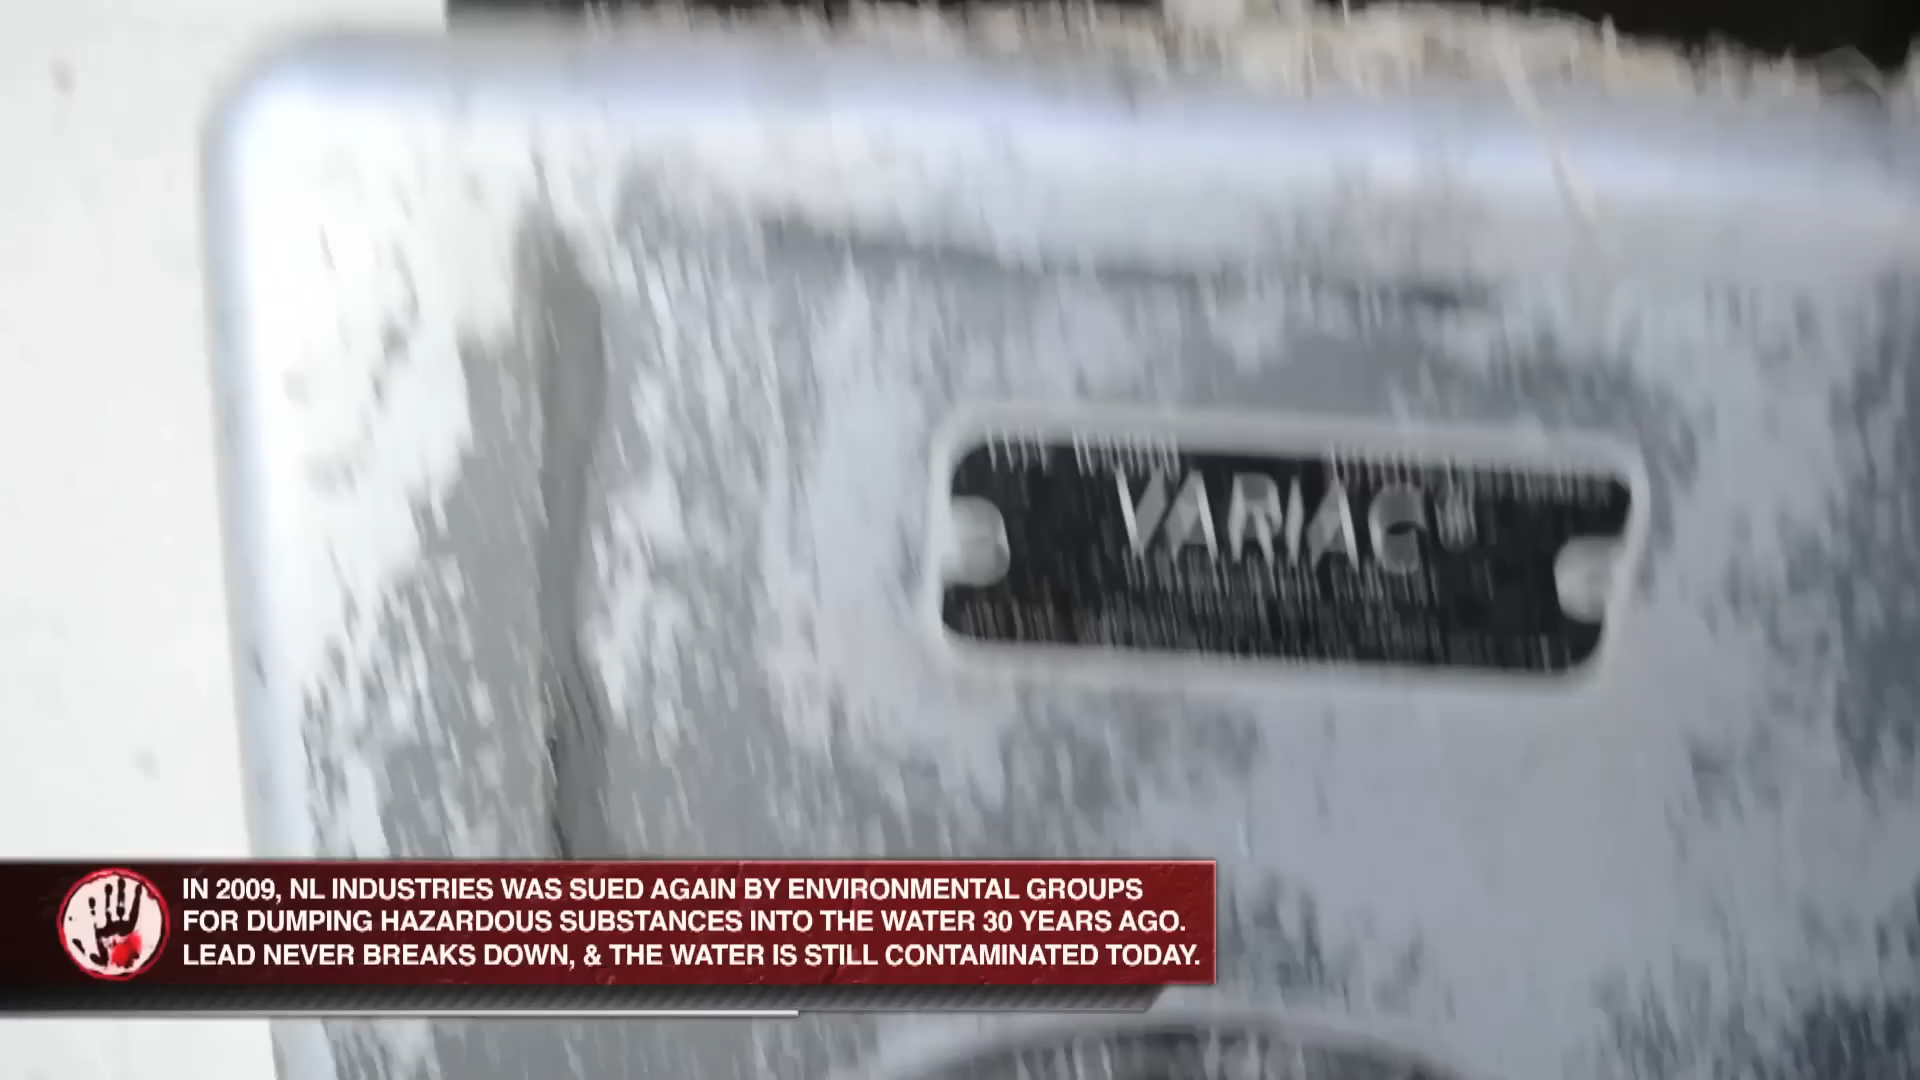 VARIAC
IN 2009, NL INDUSTRIES WAS SUED AGAIN BY ENVIRONMENTAL GROUPS
FOR DUMPING HAZARDOUS SUBSTANCES INTO THE WATER 30 YEARS AGO.
LEAD NEVER BREAKS DOWN, & THE WATER IS STILL CONTAMINATED TODAY.